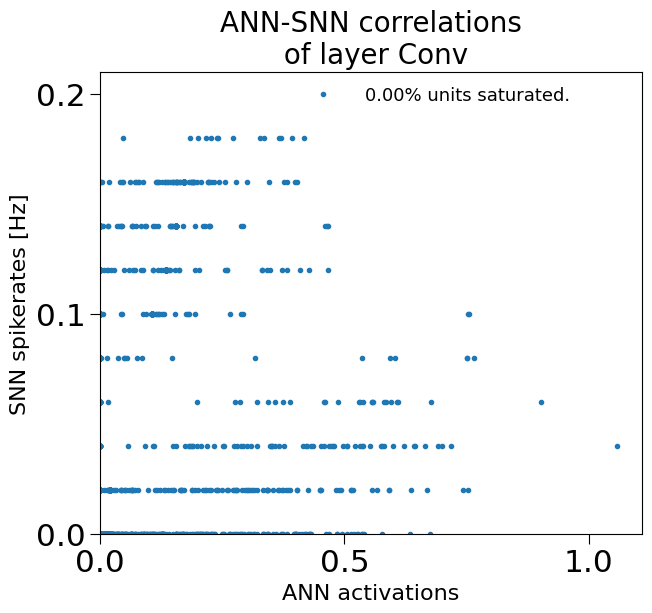 ANN-SNN correlations
of layer Conv
0.00% units saturated.
SNN spikerates [Hz]
0.2
0.1
0.0
0.0 0.5 1.0
ANN activations